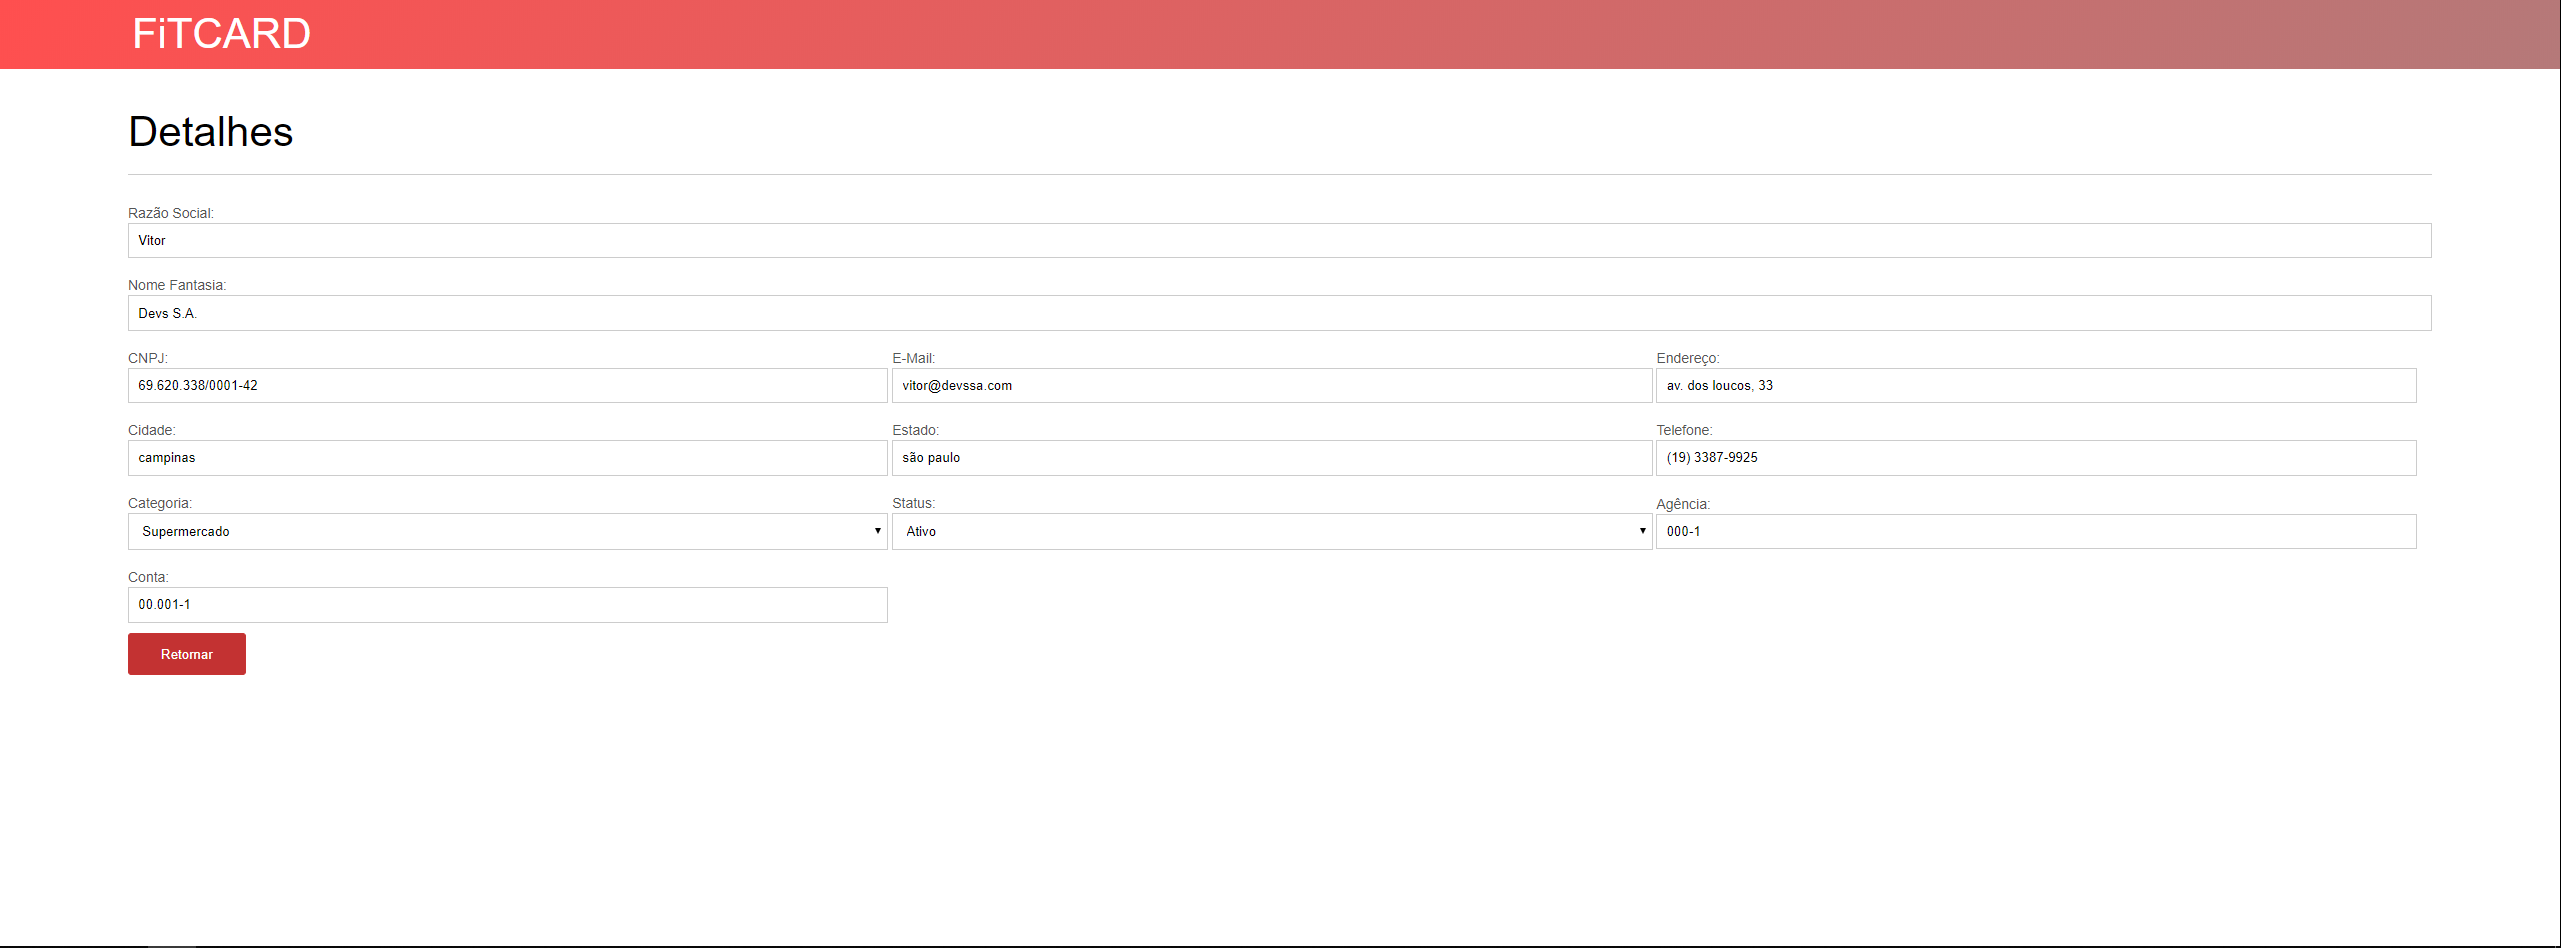 FiTCARD
Detalhes
Razão Social:
Vitor
Nome Fantasia:
Devs S.A.
CNPJ: E-Mail: Endereço:
69.620.338/0001-42 vitor@devssa.com av. dos loucos, 33
Cidade: Estado: Telefone:
campinas são paulo (19) 3387-9925
Categoria: Status: Agência:
Supermercado Ativo 000-1
Conta:
00.001-1
Retornar